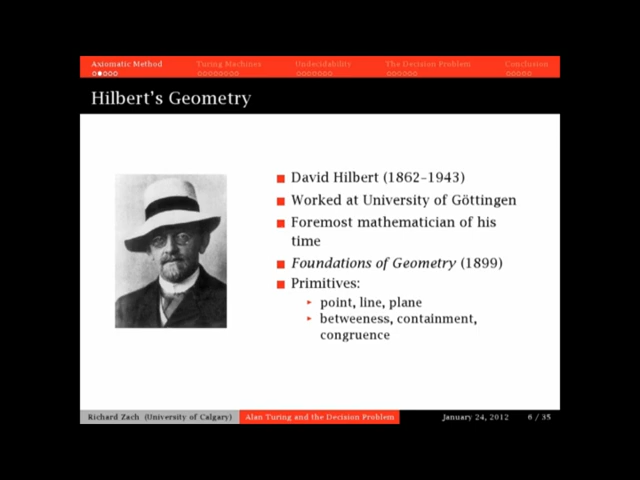 Axiomatic Method Turing Machines Undecidability The Decision Problem Conclusion
Hilbert's Geometry
David Hilbert (1862–1943)
Worked at University of Göttingen
Foremost mathematician of his
time
Foundations of Geometry (1899)
Primitives:
point, line, plane
betweeness, containment,
congruence
Richard Zach (University of Calgary) Alan Turing and the Decision Problem January 24, 2012 6 / 35